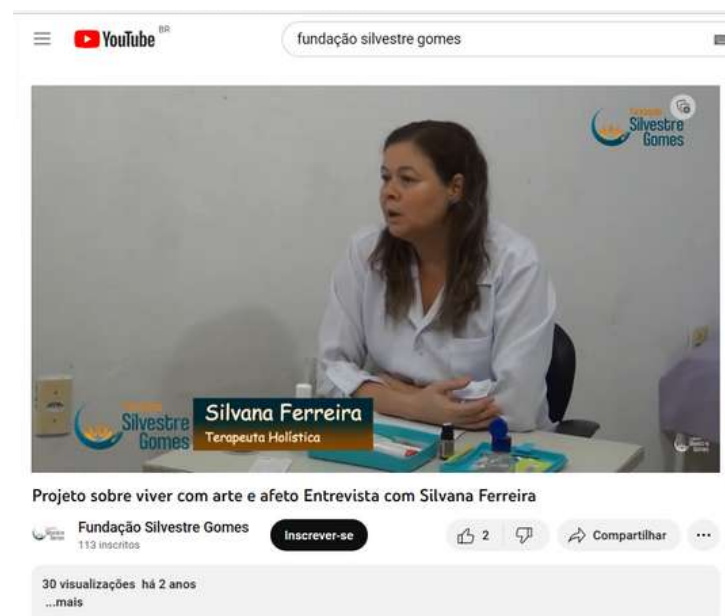 YouTube BR
fundação silvestre gomes
Fundação
Silvestre
Gomes
Silvestre
Gomes
Silvana Ferreira
Terapeuta Holística
Projeto sobre viver com arte e afeto Entrevista com Silvana Ferreira
Fundação Silvestre Gomes
113 inscritos
Inscrever-se
2
Compartilhar
30 visualizações há 2 anos
...mais